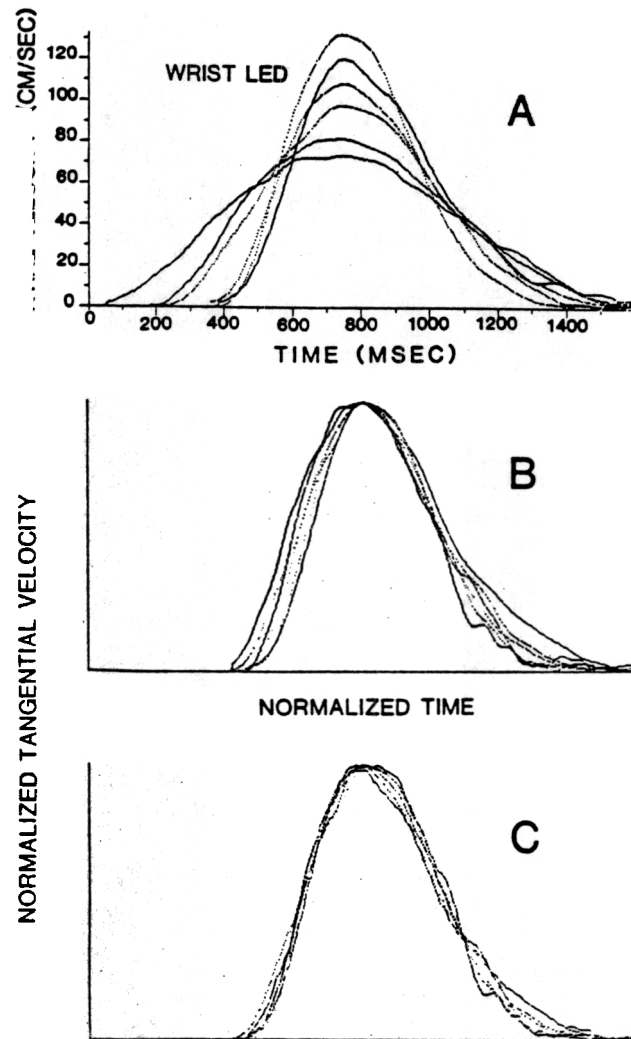 (CM/SEC)
120
100
80
60
40
20
0
WRIST LED
A
0 200 400 600 800 1000 1200 1400
TIME (MSEC)
B
NORMALIZED TANGENTIAL VELOCITY
NORMALIZED TIME
C